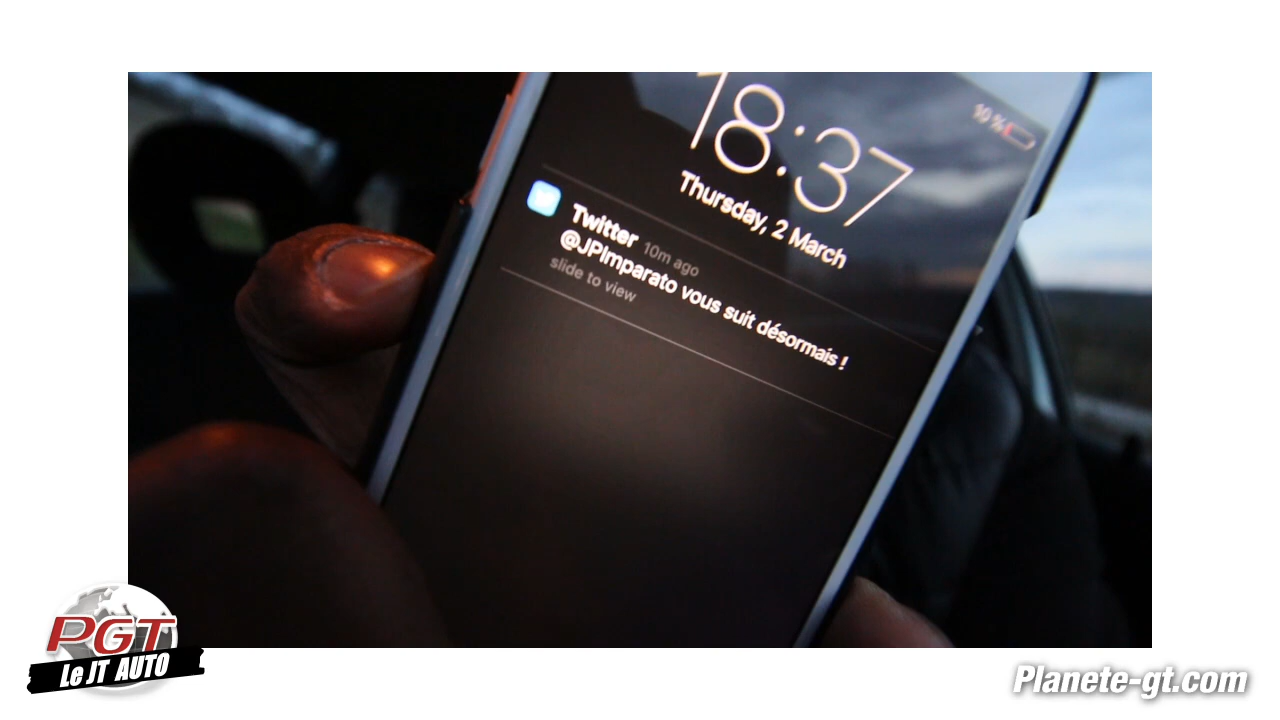 18:37
19 %
Thursday, 2 March
Twitter 10m ago
@JPImparato vous suit désormais !
slide to view
PGT
Le JT AUTO
Planete-gt.com